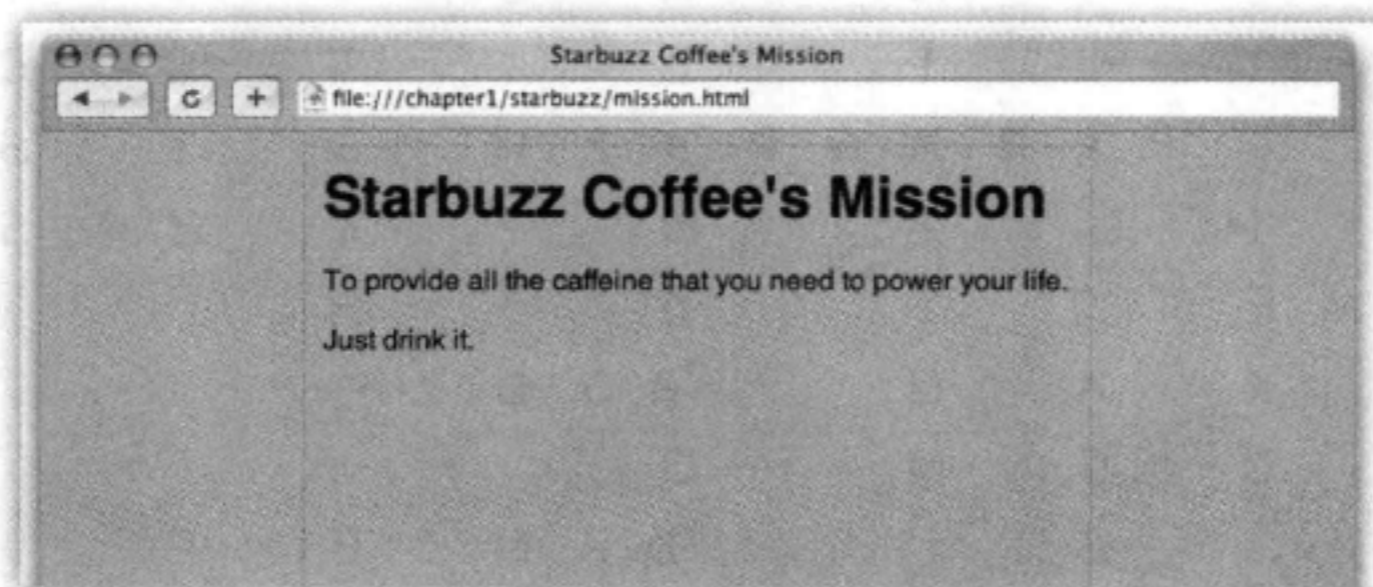 Starbuzz Coffee's Mission
file:///chapter1/starbuzz/mission.html
Starbuzz Coffee's Mission
To provide all the caffeine that you need to power your life.
Just drink it.